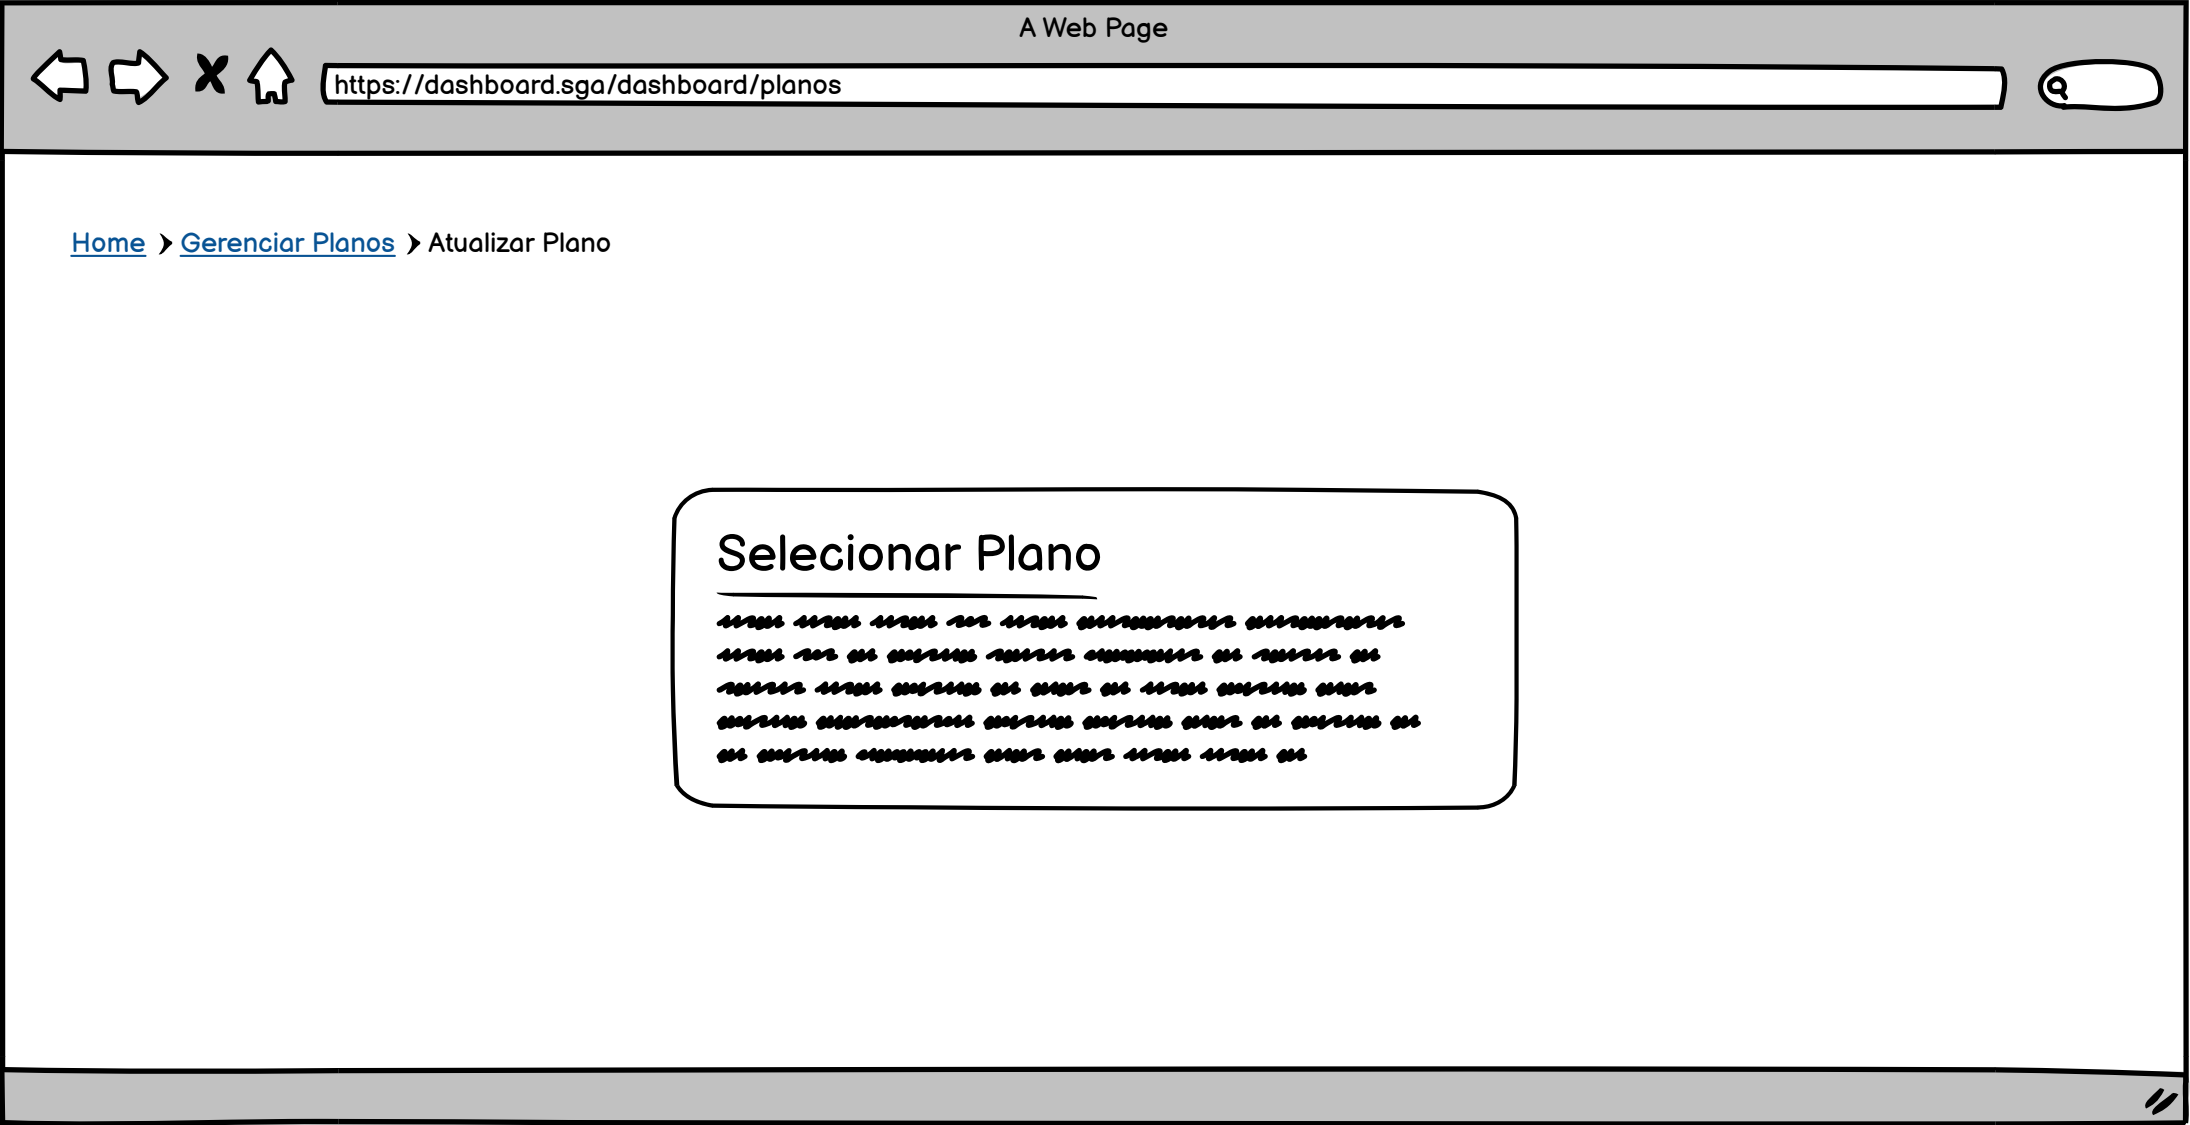 A Web Page
https://dashboard.sga/dashboard/planos
Home Gerenciar Planos Atualizar Plano
Selecionar Plano